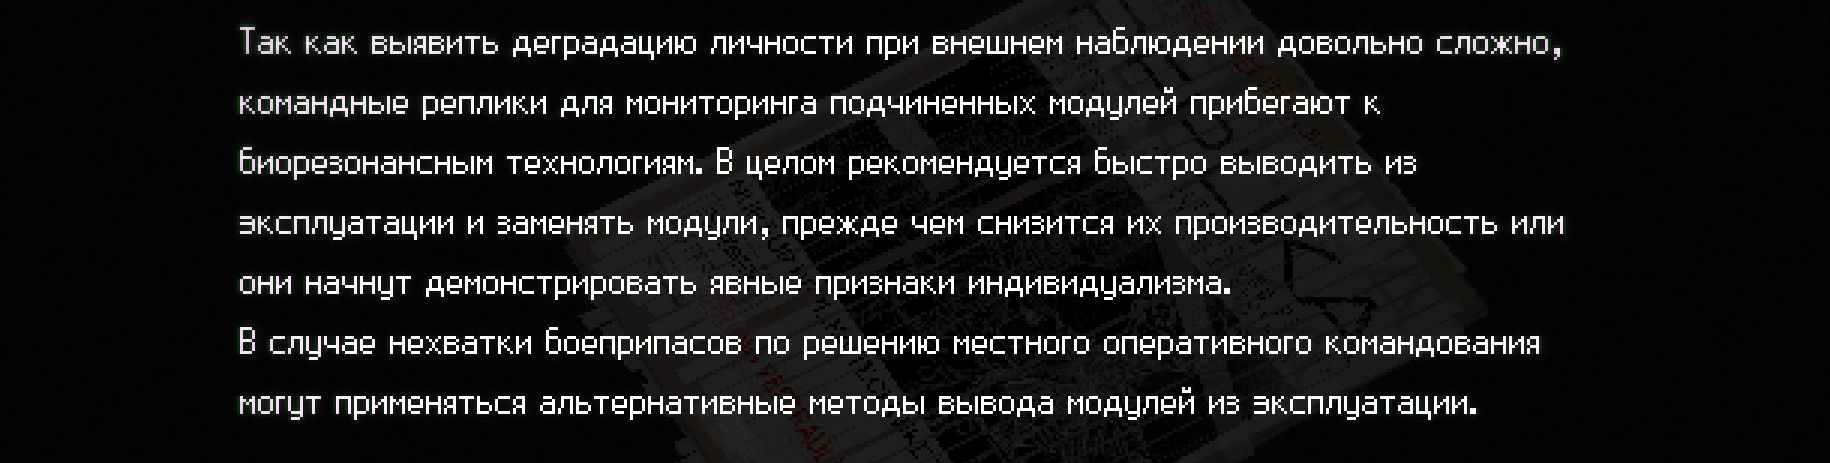 Так как выявить деградацию личности при внешнем наблюдении довольно сложно,
командные реплики для мониторинга подчиненных модулей прибегают к
биорезонансным технологиям. В целом рекомендуется быстро выводить из
эксплуатации и заменять модули, прежде чем снизится их производительность или
они начнут демонстрировать явные признаки индивидуализма.
В случае нехватки боеприпасов по решению местного оперативного командования
могут применяться альтернативные методы вывода модулей из эксплуатации.